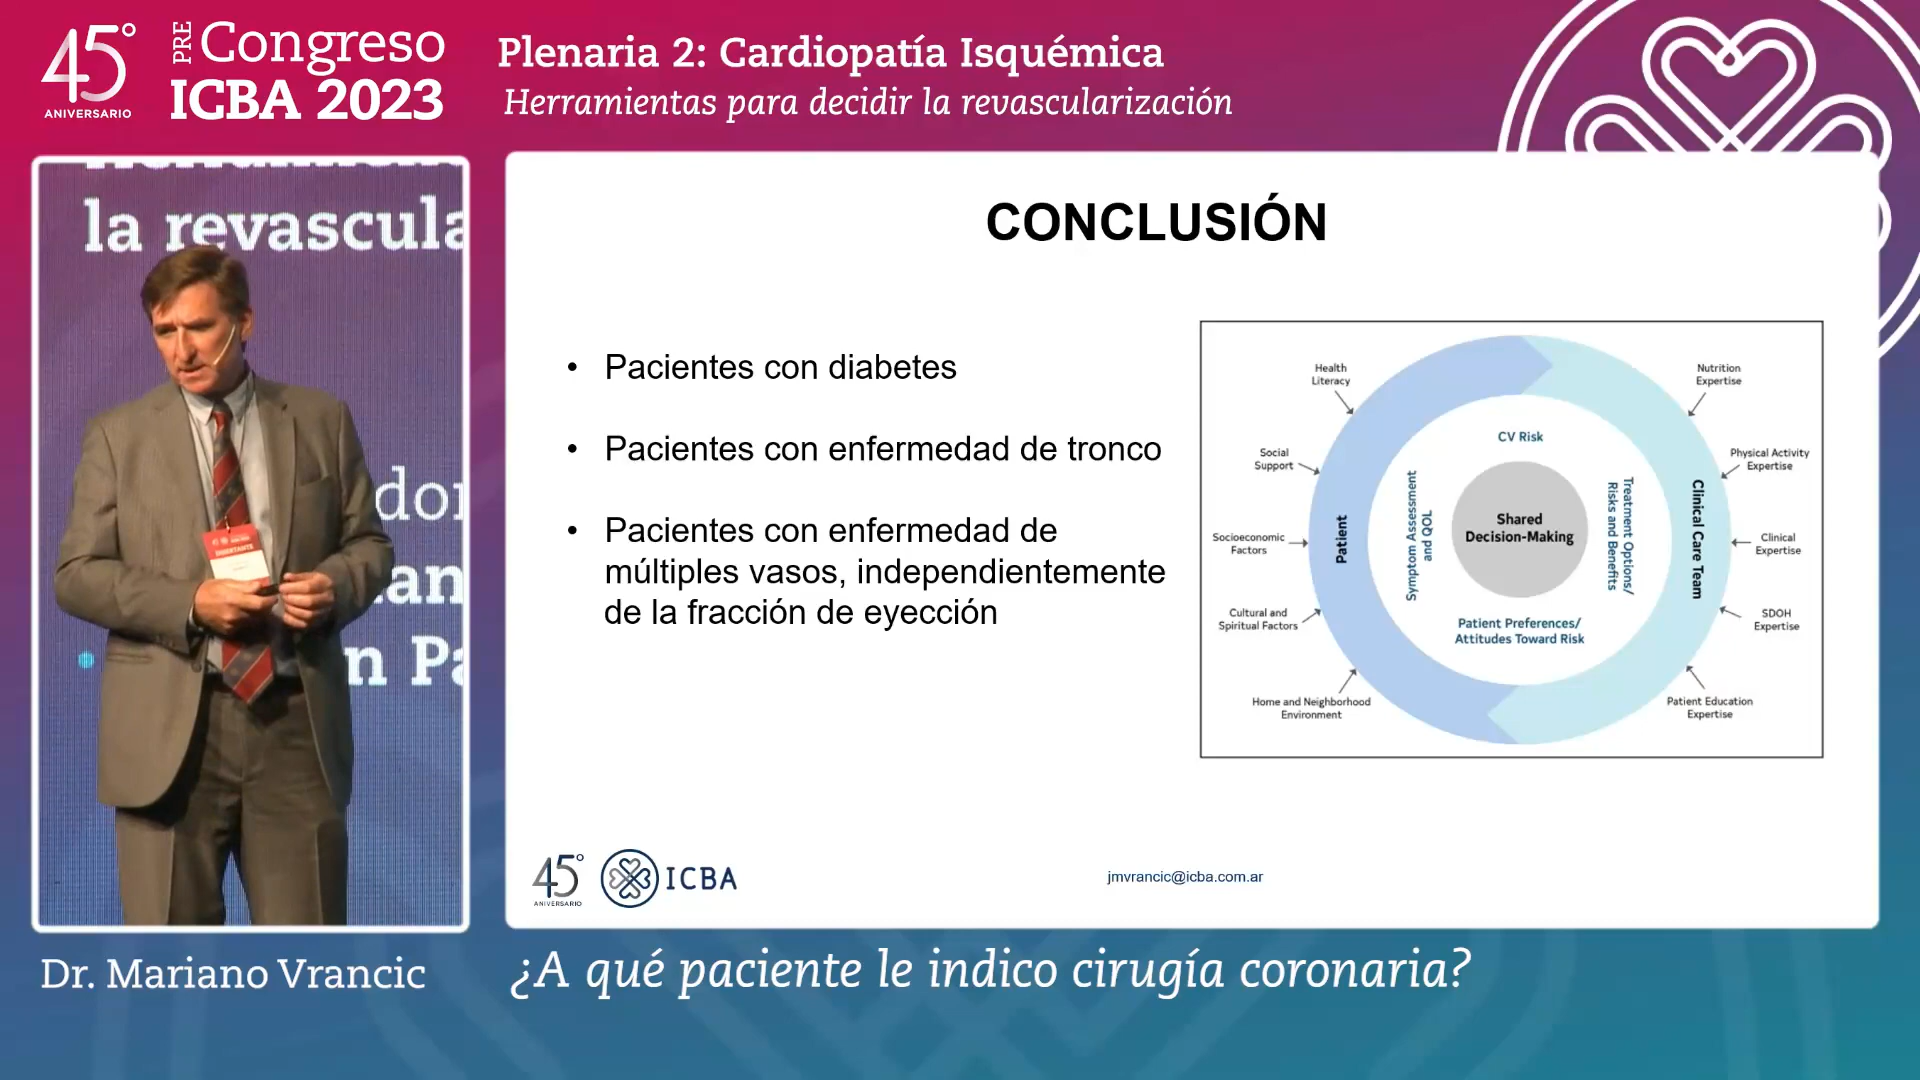 45°
ANIVERSARIO
PRE Congreso
ICBA 2023
Plenaria 2: Cardiopatía Isquémica
Herramientas para decidir la revascularización
la revascula
CONCLUSIÓN
• Pacientes con diabetes
• Pacientes con enfermedad de tronco
• Pacientes con enfermedad de
múltiples vasos, independientemente
de la fracción de eyección
Health
Literacy
Social
Support
Socioeconomic
Factors
Cultural and
Spiritual Factors
Home and Neighborhood
Environment
Patient
Symptom Assessment
and QOL
CV Risk
Shared
Decision-Making
Patient Preferences/
Attitudes Toward Risk
Treatment Options/
Risks and Benefits
Clinical Care Team
Nutrition
Expertise
Physical Activity
Expertise
Clinical
Expertise
SDOH
Expertise
Patient Education
Expertise
45°
ANIVERSARIO
ICBA
jmvrancic@icba.com.ar
Dr. Mariano Vrancic
¿A qué paciente le indico cirugía coronaria?